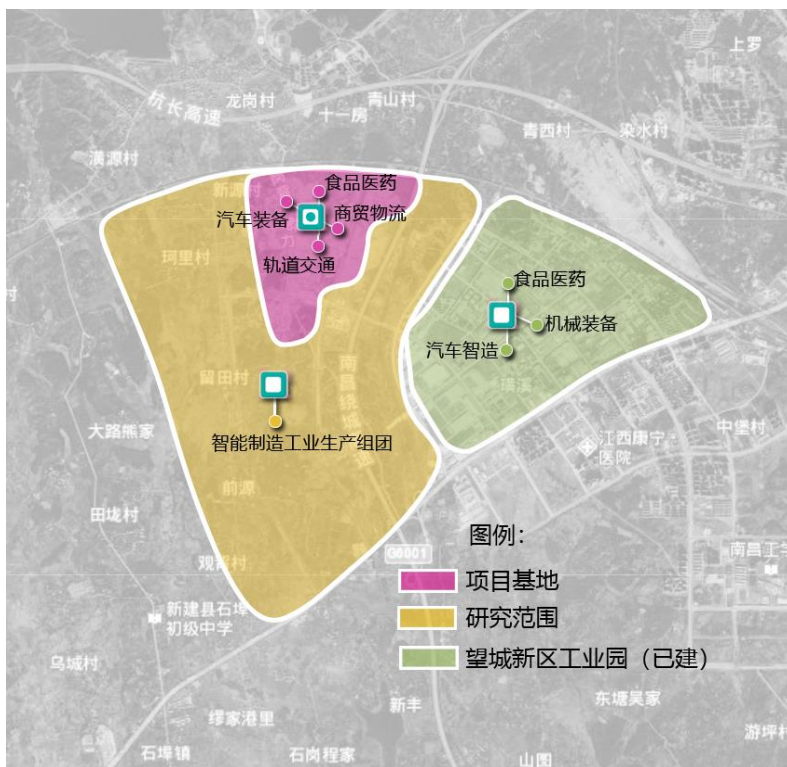 上罗
杭长高速
龙岗村
青山村
十一房
青西村
染水村
潢源村
新源村
食品医药
汽车装备
商贸物流
轨道交通
珂里村
村
食品医药
机械装备
汽车智造
璜溪
留田村
南昌绕城
大路熊家
智能制造工业生产组团
江西康宁
医院
中堡村
前源
田垅村
图例：
G6001
南昌工学
项目基地
新建县石埠
初级中学
研究范围
望城新区工业园（已建）
乌城村
东塘吴家
缪家港里
新丰
游坪村
石埠镇
石岗程家
山图